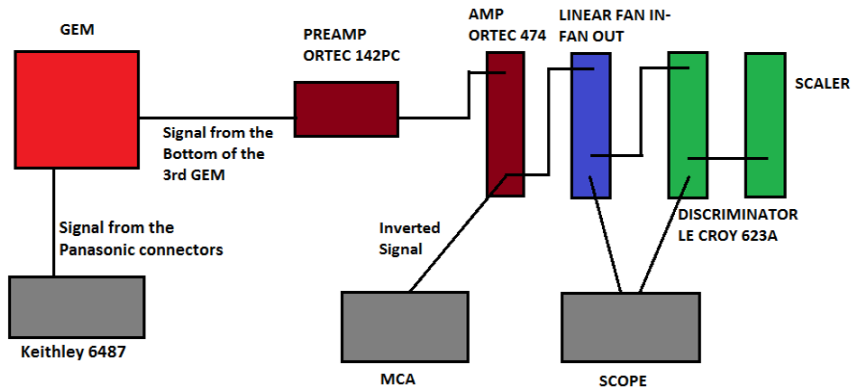 GEM
PREAMP
ORTEC 142PC
AMP
ORTEC 474
LINEAR FAN IN-
FAN OUT
SCALER
Signal from the
Bottom of the
3rd GEM
Signal from the
Panasonic connectors
Inverted
Signal
DISCRIMINATOR
LE CROY 623A
Keithley 6487
MCA
SCOPE